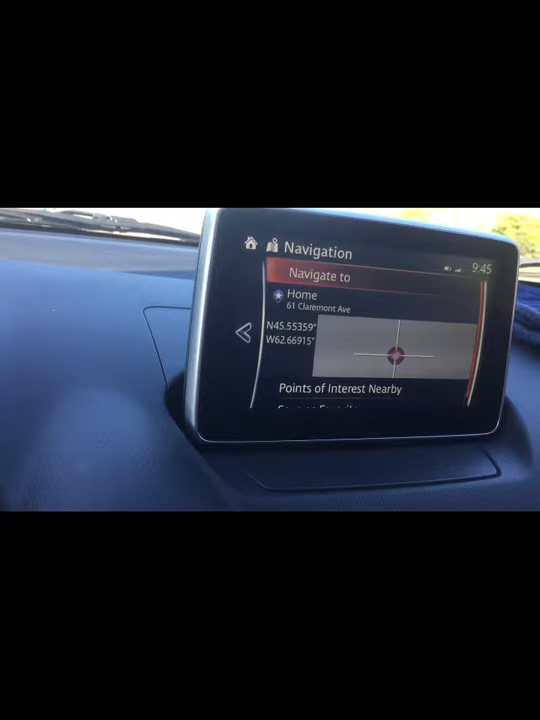 Navigation
9:45
Navigate to
Home
61 Claremont Ave
N45.55359°
W62.66915°
Points of Interest Nearby